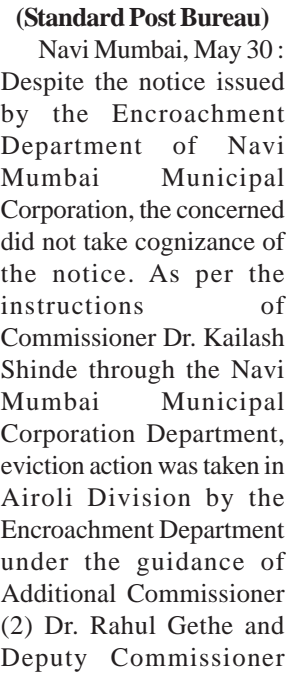 (Standard Post Bureau)
Navi Mumbai, May 30 :
Despite the notice issued
by the Encroachment
Department of Navi
Mumbai Municipal
Corporation, the concerned
did not take cognizance of
the notice. As per the
instructions of
Commissioner Dr. Kailash
Shinde through the Navi
Mumbai Municipal
Corporation Department,
eviction action was taken in
Airoli Division by the
Encroachment Department
under the guidance of
Additional Commissioner
(2) Dr. Rahul Gethe and
Deputy Commissioner